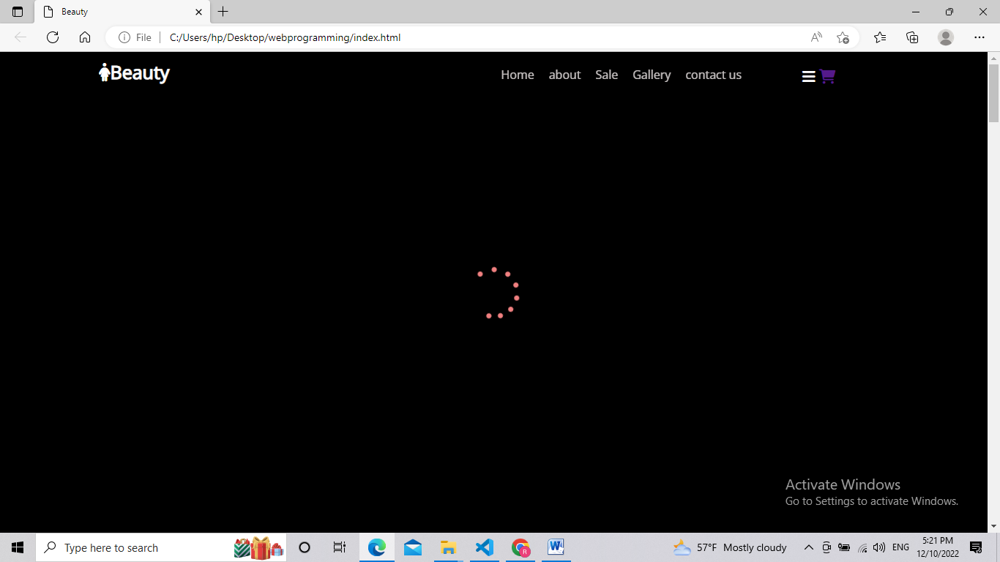 Beauty
File
C:/Users/hp/Desktop/webprogramming/index.html
Beauty
Home about Sale Gallery contact us
Activate Windows
Go to Settings to activate Windows.
Type here to search
57°F Mostly cloudy
ENG
5:21 PM
12/10/2022